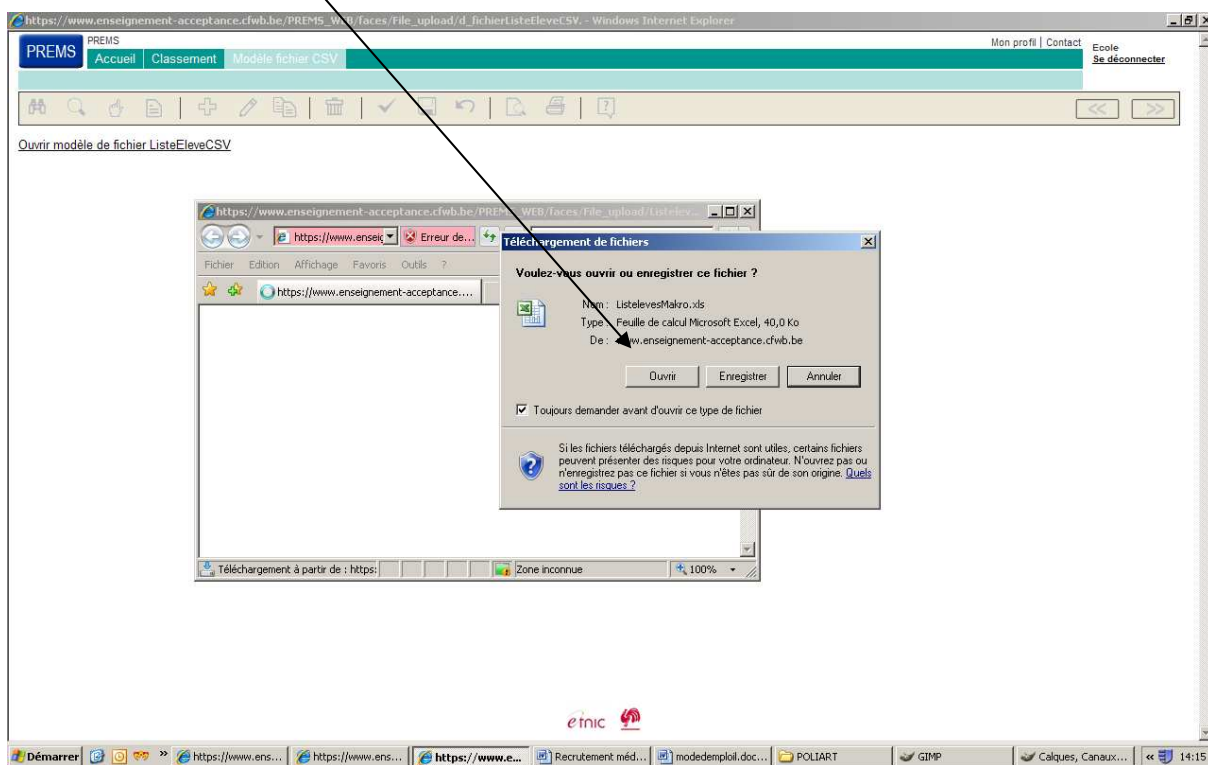 https://www.enseignement-acceptance.cfwb.be/PREMS_WEB/faces/File_upload/d_fichierListeEleveCSV. - Windows Internet Explorer
PREMS
PREMS
Mon profil | Contact
Ecole
Se déconnecter
Accueil Classement Modèle fichier CSV
<< >>
Ouvrir modèle de fichier ListeEleveCSV
https://www.enseignement-acceptance.cfwb.be/PREMS_WEB/faces/File_upload/Listelev...
https://www.enseig Erreur de...
Fichier Edition Affichage Favoris Outils ?
https://www.enseignement-acceptance....
Téléchargement de fichiers
Voulez-vous ouvrir ou enregistrer ce fichier ?
Nom : ListelevesMakro.xls
Type : Feuille de calcul Microsoft Excel, 40,0 Ko
De : www.enseignement-acceptance.cfwb.be
Ouvrir Enregistrer Annuler
Toujours demander avant d'ouvrir ce type de fichier
Si les fichiers téléchargés depuis Internet sont utiles, certains fichiers
peuvent présenter des risques pour votre ordinateur. N'ouvrez pas ou
n'enregistrez pas ce fichier si vous n'êtes pas sûr de son origine. Quels
sont les risques ?
Téléchargement à partir de : https: Zone inconnue 100%
etnic
Démarrer » https://www.ens... https://www.ens... https://www.e... Recrutement méd... modedemploil.doc... POLIART GIMP Calques, Canaux... « 14:15